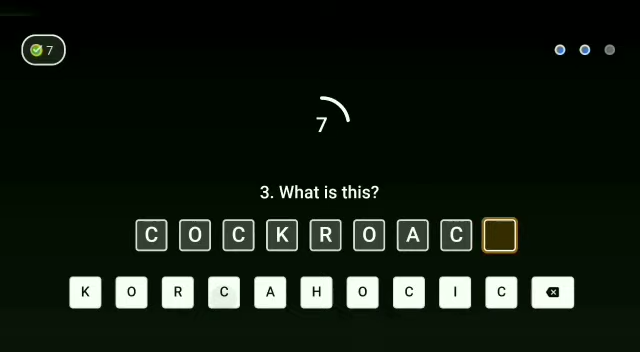 7
7
3. What is this?
C O C K R O A C
K O R C A H O C I C